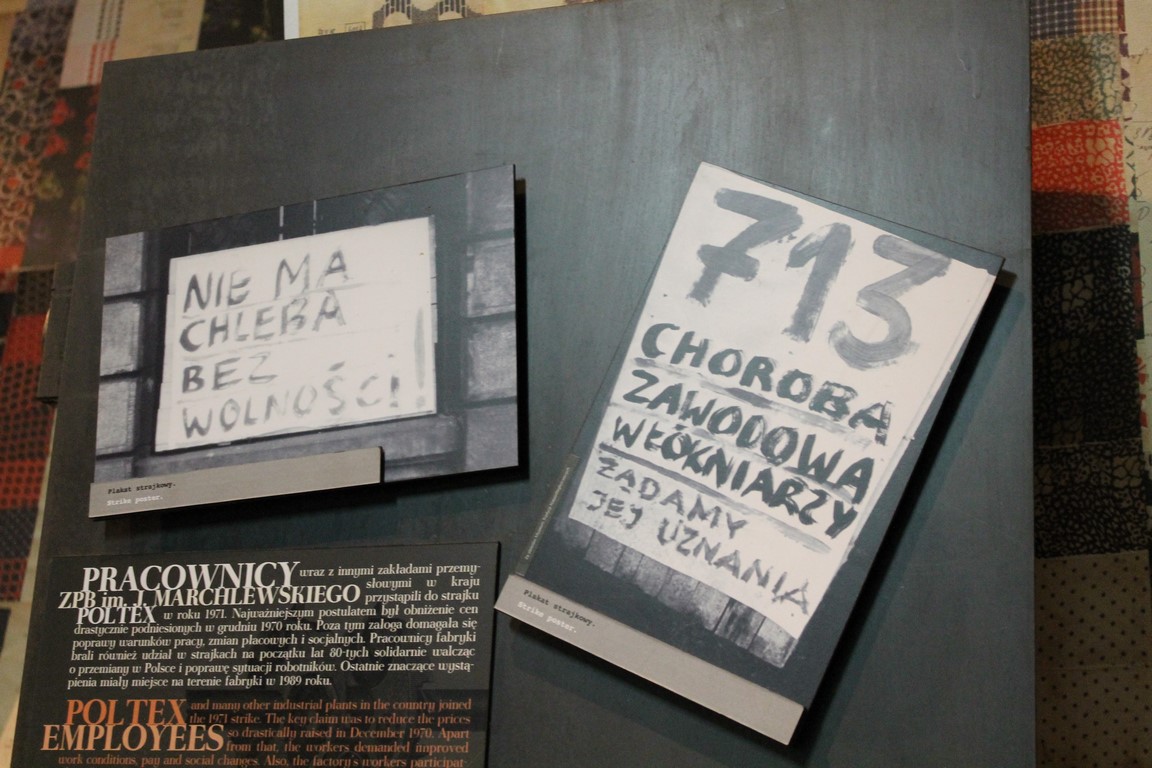 NIE MA
CHLEBA
BEZ
WOLNOŚCI!
Plakat strajkowy.
Strike poster.
713
CHOROBA
ZAWODOWA
WŁÓKNIARZY
ŻĄDAMY
JEJ UZNANIA
Plakat strajkowy.
Strike poster.
PRACOWNICY wraz z innymi zakładami przemy-
słowymi w kraju
ZPB im. J. MARCHLEWSKIEGO przystąpili do strajku
POLTEX w roku 1971. Najważniejszym postulatem był obniżenie cen
drastycznie podniesionych w grudniu 1970 roku. Poza tym załoga domagała się
poprawy warunków pracy, zmian płacowych i socjalnych. Pracownicy fabryki
brali również udział w strajkach na początku lat 80-tych solidarnie walcząc
o przemiany w Polsce i poprawę sytuacji robotników. Ostatnie znaczące wystą-
pienia miały miejsce na terenie fabryki w 1989 roku.
POLTEX and many other industrial plants in the country joined
the 1971 strike. The key claim was to reduce the prices
EMPLOYEES so drastically raised in December 1970. Apart
from that, the workers demanded improved
work conditions, pay and social changes. Also, the factory's workers participat-